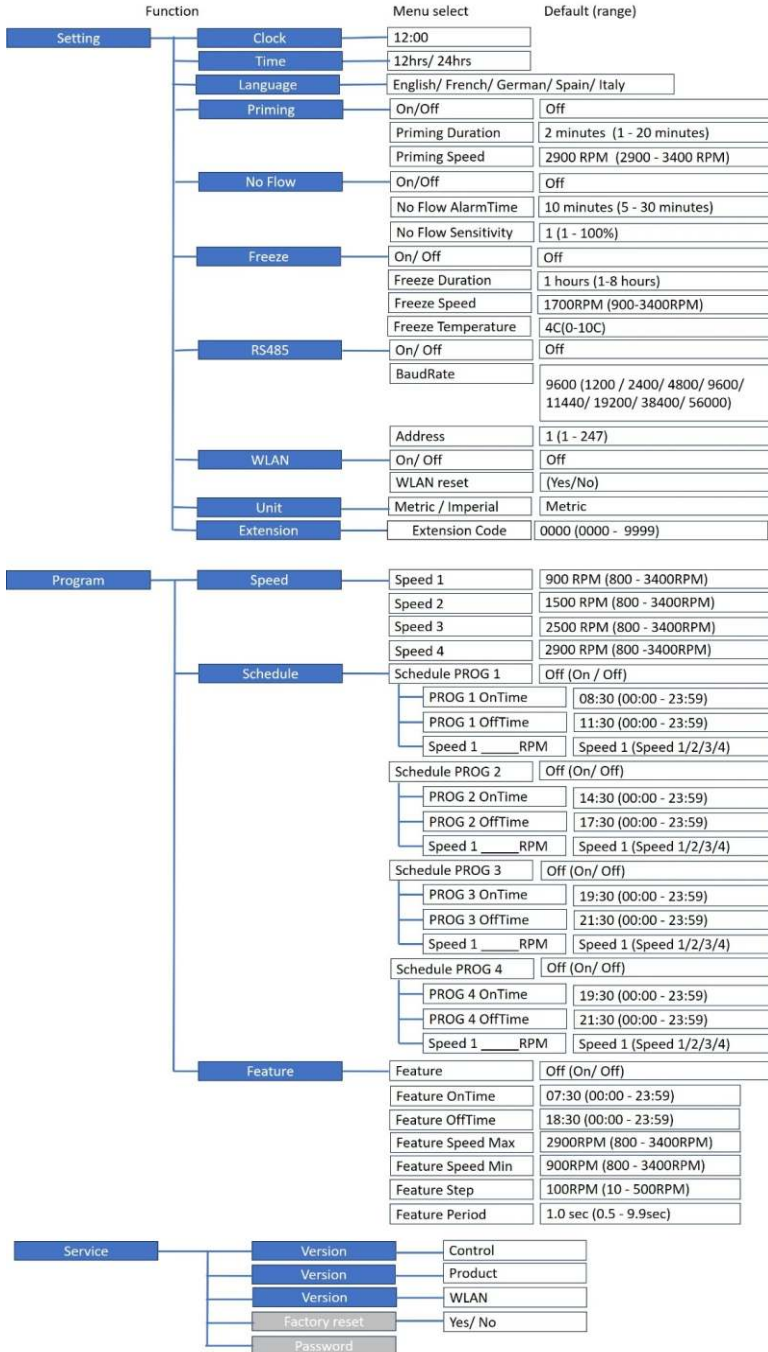 Function Menu select Default (range)
Setting Clock 12:00
Time 12hrs/ 24hrs
Language English/ French/ German/ Spain/ Italy
Priming On/Off Off
Priming Duration 2 minutes (1 - 20 minutes)
Priming Speed 2900 RPM (2900 - 3400 RPM)
No Flow On/Off Off
No Flow AlarmTime 10 minutes (5 - 30 minutes)
No Flow Sensitivity 1 (1 - 100%)
Freeze On/ Off Off
Freeze Duration 1 hours (1-8 hours)
Freeze Speed 1700RPM (900-3400RPM)
Freeze Temperature 4C(0-10C)
RS485 On/ Off Off
BaudRate 9600 (1200 / 2400/ 4800/ 9600/
11440/ 19200/ 38400/ 56000)
Address 1 (1 - 247)
WLAN On/ Off Off
WLAN reset (Yes/No)
Unit Metric / Imperial Metric
Extension Extension Code 0000 (0000 - 9999)
Program Speed Speed 1 900 RPM (800 - 3400RPM)
Speed 2 1500 RPM (800 - 3400RPM)
Speed 3 2500 RPM (800 - 3400RPM)
Speed 4 2900 RPM (800 -3400RPM)
Schedule Schedule PROG 1 Off (On / Off)
PROG 1 OnTime 08:30 (00:00 - 23:59)
PROG 1 OffTime 11:30 (00:00 - 23:59)
Speed 1 _____RPM Speed 1 (Speed 1/2/3/4)
Schedule PROG 2 Off (On/ Off)
PROG 2 OnTime 14:30 (00:00 - 23:59)
PROG 2 OffTime 17:30 (00:00 - 23:59)
Speed 1 _____RPM Speed 1 (Speed 1/2/3/4)
Schedule PROG 3 Off (On/ Off)
PROG 3 OnTime 19:30 (00:00 - 23:59)
PROG 3 OffTime 21:30 (00:00 - 23:59)
Speed 1 _____RPM Speed 1 (Speed 1/2/3/4)
Schedule PROG 4 Off (On/ Off)
PROG 4 OnTime 19:30 (00:00 - 23:59)
PROG 4 OffTime 21:30 (00:00 - 23:59)
Speed 1 _____RPM Speed 1 (Speed 1/2/3/4)
Feature Feature Off (On/ Off)
Feature OnTime 07:30 (00:00 - 23:59)
Feature OffTime 18:30 (00:00 - 23:59)
Feature Speed Max 2900RPM (800 - 3400RPM)
Feature Speed Min 900RPM (800 - 3400RPM)
Feature Step 100RPM (10 - 500RPM)
Feature Period 1.0 sec (0.5 - 9.9sec)
Service Version Control
Version Product
Version WLAN
Factory reset Yes/ No
Password